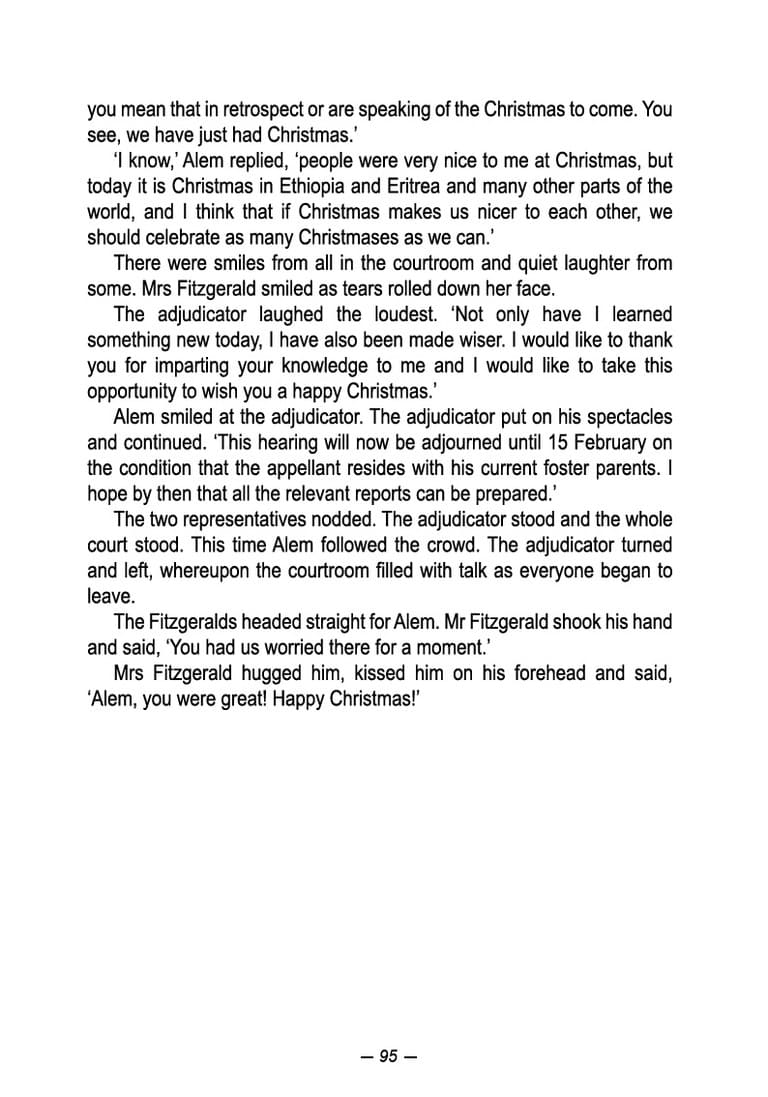 you mean that in retrospect or are speaking of the Christmas to come. You
see, we have just had Christmas.’
‘I know,’ Alem replied, ‘people were very nice to me at Christmas, but
today it is Christmas in Ethiopia and Eritrea and many other parts of the
world, and I think that if Christmas makes us nicer to each other, we
should celebrate as many Christmases as we can.’
There were smiles from all in the courtroom and quiet laughter from
some. Mrs Fitzgerald smiled as tears rolled down her face.
The adjudicator laughed the loudest. ‘Not only have I learned
something new today, I have also been made wiser. I would like to thank
you for imparting your knowledge to me and I would like to take this
opportunity to wish you a happy Christmas.’
Alem smiled at the adjudicator. The adjudicator put on his spectacles
and continued. ‘This hearing will now be adjourned until 15 February on
the condition that the appellant resides with his current foster parents. I
hope by then that all the relevant reports can be prepared.’
The two representatives nodded. The adjudicator stood and the whole
court stood. This time Alem followed the crowd. The adjudicator turned
and left, whereupon the courtroom filled with talk as everyone began to
leave.
The Fitzgeralds headed straight for Alem. Mr Fitzgerald shook his hand
and said, ‘You had us worried there for a moment.’
Mrs Fitzgerald hugged him, kissed him on his forehead and said,
‘Alem, you were great! Happy Christmas!’
— 95 —